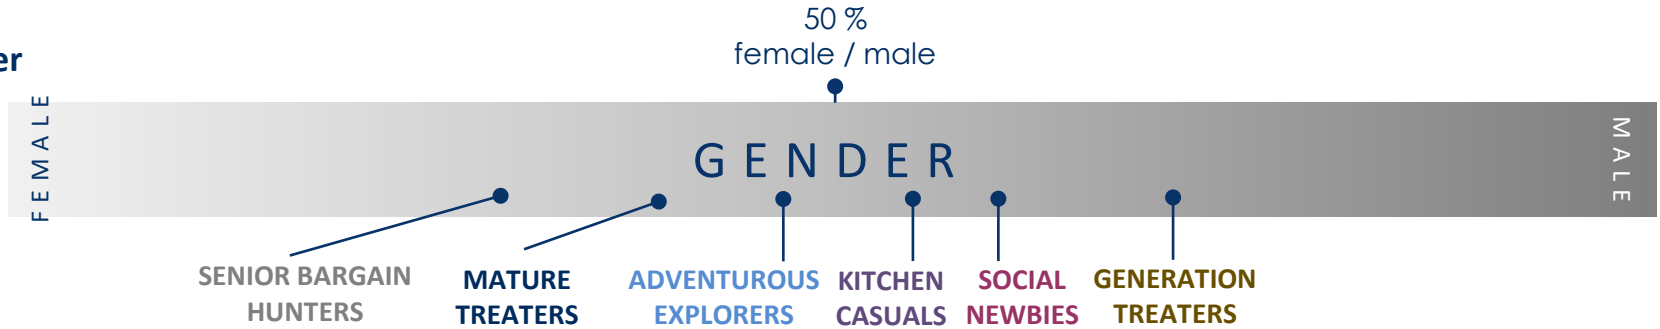 50 %
female / male
er
FEMALE
GENDER
MALE
SENIOR BARGAIN
HUNTERS
MATURE
TREATERS
ADVENTUROUS
EXPLORERS
KITCHEN
CASUALS
SOCIAL
NEWBIES
GENERATION
TREATERS